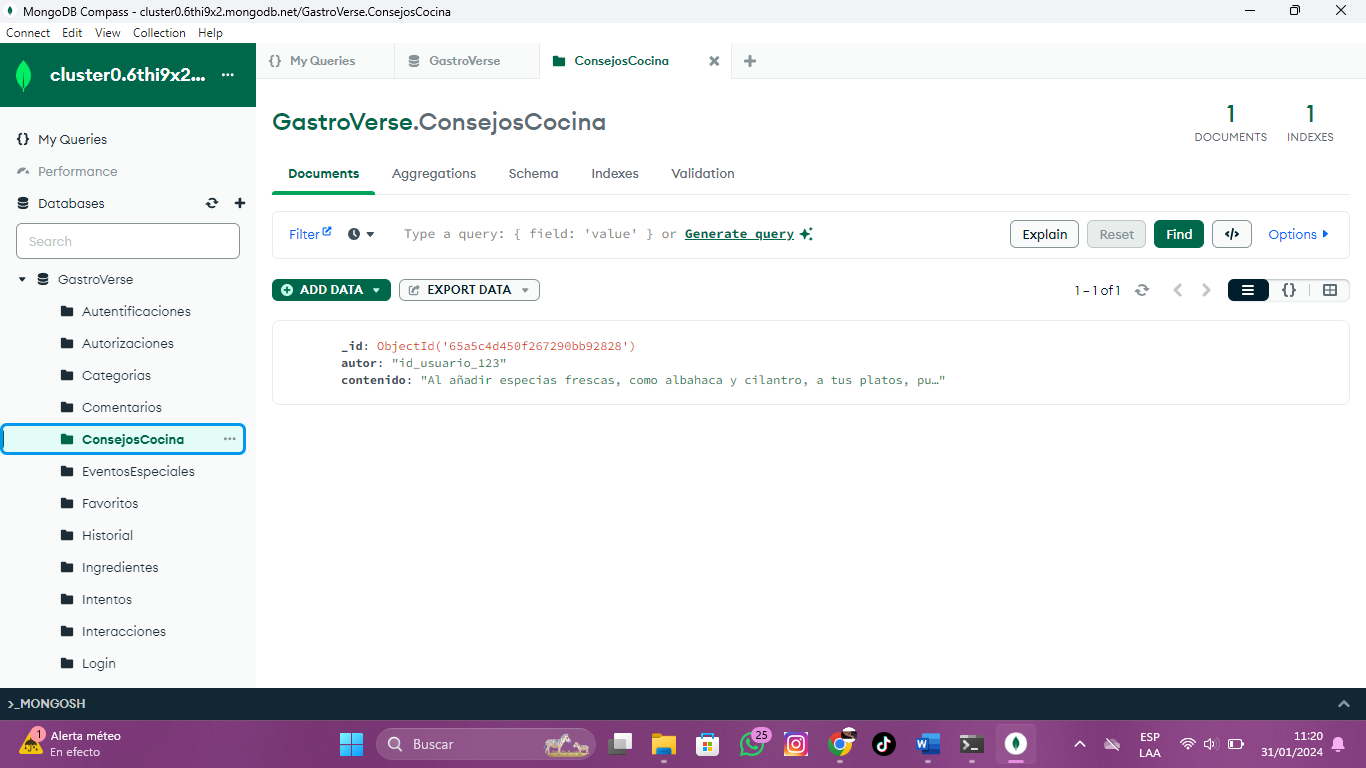 MongoDB Compass - cluster0.6thi9x2.mongodb.net/GastroVerse.ConsejosCocina
Connect Edit View Collection Help
cluster0.6thi9x2... ...
{} My Queries
GastroVerse
ConsejosCocina
My Queries
Performance
Databases
Search
GastroVerse
Autentificaciones
Autorizaciones
Categorias
Comentarios
ConsejosCocina ...
EventosEspeciales
Favoritos
Historial
Ingredientes
Intentos
Interacciones
Login
GastroVerse.ConsejosCocina
1 DOCUMENTS
1 INDEXES
Documents Aggregations Schema Indexes Validation
Filter Type a query: { field: 'value' } or Generate query Explain Reset Find </> Options
ADD DATA EXPORT DATA 1 – 1 of 1 {}
_id: ObjectId('65a5c4d450f267290bb92828')
autor: "id_usuario_123"
contenido: "Al añadir especias frescas, como albahaca y cilantro, a tus platos, pu…"
>_MONGOSH
1 Alerta méteo
En efecto
Buscar
25
ESP
LAA
11:20
31/01/2024